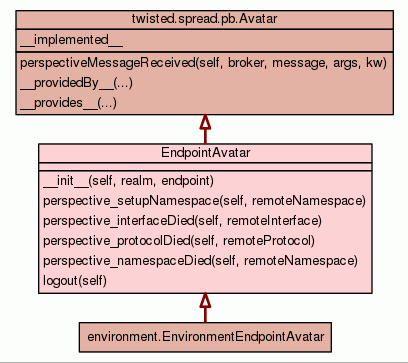 twisted.spread.pb.Avatar
__implemented__
perspectiveMessageReceived(self, broker, message, args, kw)
__providedBy__(...)
__provides__(...)
EndpointAvatar
__init__(self, realm, endpoint)
perspective_setupNamespace(self, remoteNamespace)
perspective_interfaceDied(self, remoteInterface)
perspective_protocolDied(self, remoteProtocol)
perspective_namespaceDied(self, remoteNamespace)
logout(self)
environment.EnvironmentEndpointAvatar